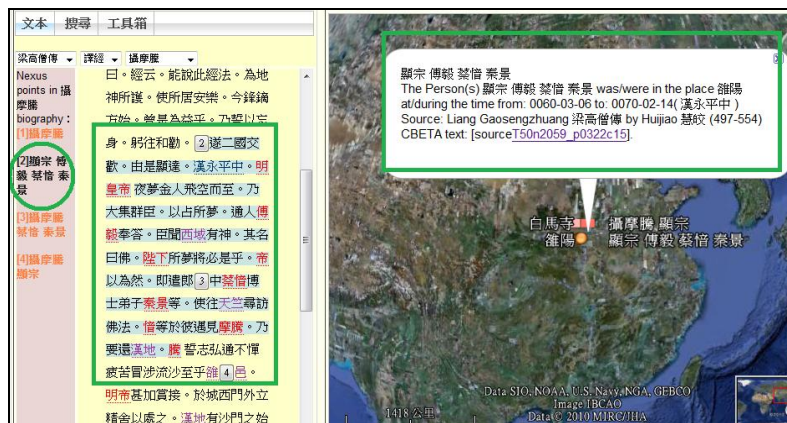 文本 搜尋 工具箱
梁高僧傳 譯經 攝摩騰
Nexus
points in 攝
摩騰
biography：
[1]攝摩騰
[2]顯宗 傅
毅 蔡愔 秦
景
[3]攝摩騰
蔡愔 秦景
[4]攝摩騰
顯宗
曰。經云。能說此經法。為地
神所護。使所居安樂。今鋒鏑
方始。曾是為益乎。乃誓以忘
身。躬往和勸。2遂二國交
歡。由是顯達。漢永平中。明
皇帝 夜夢金人飛空而至。乃
大集群臣。以占所夢。通人傅
毅奉答。臣聞西域有神。其名
曰佛。陛下所夢將必是乎。帝
以為然。即遣郎3中蔡愔博
士弟子秦景等。使往天竺尋訪
佛法。愔等於彼遇見摩騰。乃
要還漢地。騰 誓志弘通不憚
疲苦冒涉流沙至乎雒4邑。
明帝甚加賞接。於城西門外立
精舍以處之。漢地有沙門之始
顯宗 傅毅 蔡愔 秦景
The Person(s) 顯宗 傅毅 蔡愔 秦景 was/were in the place 雒陽
at/during the time from: 0060-03-06 to: 0070-02-14( 漢永平中 )
Source: Liang Gaosengzhuang 梁高僧傳 by Huijiao 慧皎 (497-554)
CBETA text: [sourceT50n2059_p0322c15].
白馬寺 攝摩騰 顯宗
雒陽 顯宗 傅毅 蔡愔 秦景
Data SIO, NOAA, U.S. Navy, NGA, GEBCO
Image IBCAO
1418 公里 Data © 2010 MIRC/JHA